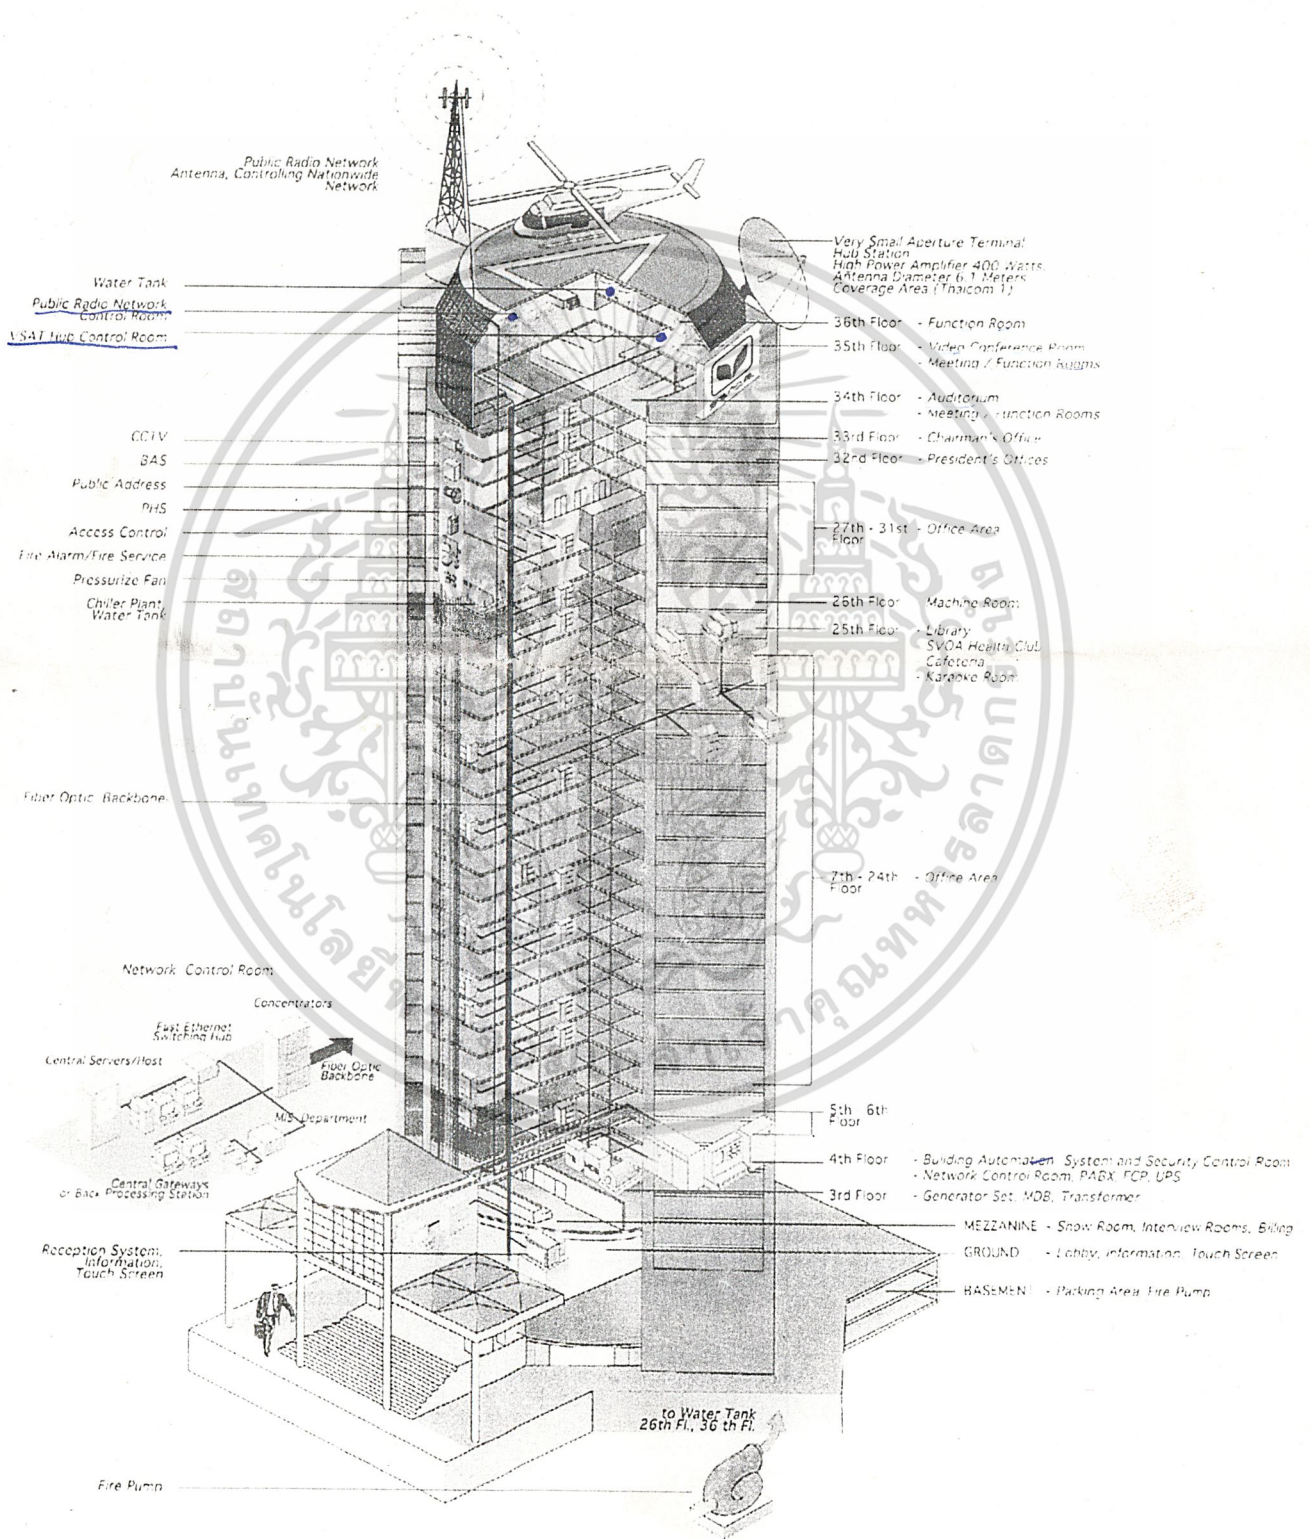 Public Radio Network
Antenna, Controlling Nationwide
Network
Very Small Aperture Terminal
Hub Station
High Power Amplifier 400 Watts
Antenna Diameter 6.1 Meters
Coverage Area (Thaicom 1)
Water Tank
Public Radio Network
Control Room
VSAT Hub Control Room
36th Floor - Function Room
35th Floor - Video Conference Room
- Meeting / Function Rooms
34th Floor - Auditorium
- Meeting / Function Rooms
33rd Floor - Chairman's Office
32nd Floor - President's Offices
CCTV
BAS
Public Address
PHS
Access Control
Fire Alarm/Fire Service
Pressurize Fan
Chiller Plant,
Water Tank
27th - 31st - Office Area
Floor
26th Floor Machine Room
25th Floor - Library
SVOA Health Club
Cafeteria
- Karaoke Room
Fiber Optic Backbone
7th - 24th - Office Area
Floor
Network Control Room
Concentrators
Fast Ethernet
Switching Hub
Central Servers/Host
Fiber Optic
Backbone
MIS Department
Central Gateways
or Back Processing Station
5th 6th
Floor
4th Floor - Building Automation System and Security Control Room
- Network Control Room, PABX, FCP, UPS
3rd Floor - Generator Set, MDB, Transformer
MEZZANINE - Show Room, Interview Rooms, Billing
GROUND - Lobby, Information, Touch Screen
BASEMENT - Parking Area, Fire Pump
Reception System,
Information,
Touch Screen
to Water Tank
26th Fl., 36 th Fl.
Fire Pump